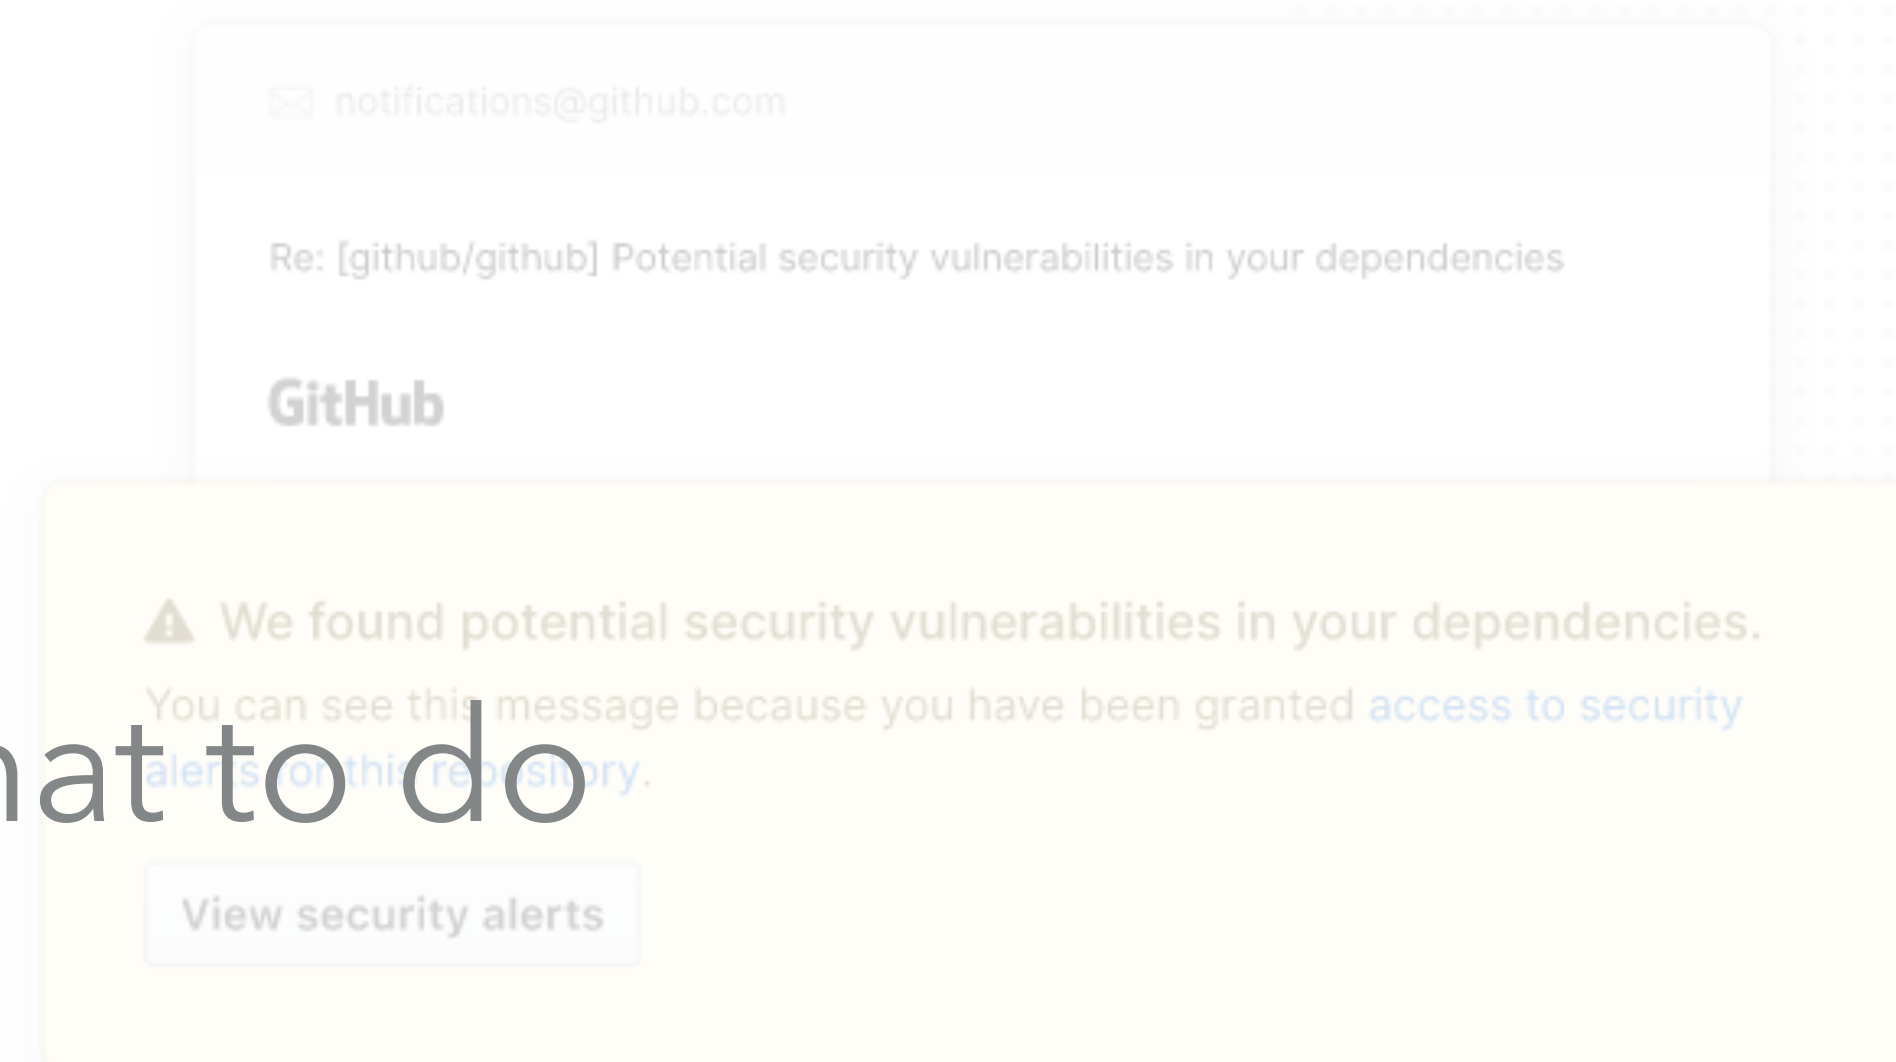 notifications@github.com
Re: [github/github] Potential security vulnerabilities in your dependencies
GitHub
We found potential security vulnerabilities in your dependencies.
You can see this message because you have been granted access to security
alerts for this repository.
hat to do
View security alerts